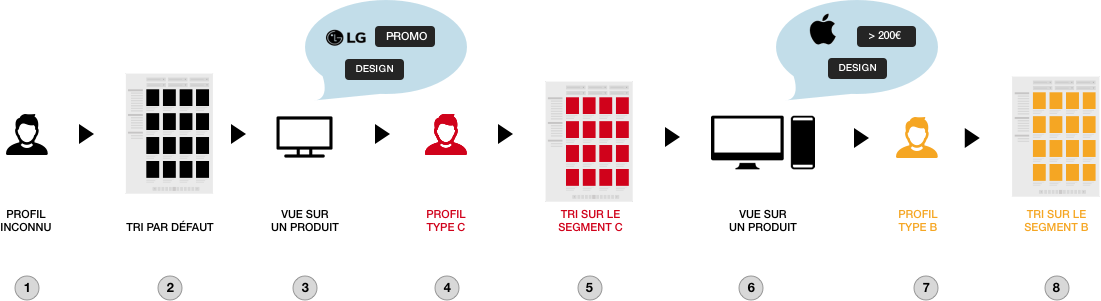 LG PROMO
DESIGN
> 200€
DESIGN
PROFIL
INCONNU
TRI PAR DÉFAUT
VUE SUR
UN PRODUIT
PROFIL
TYPE C
TRI SUR LE
SEGMENT C
VUE SUR
UN PRODUIT
PROFIL
TYPE B
TRI SUR LE
SEGMENT B
1
2
3
4
5
6
7
8